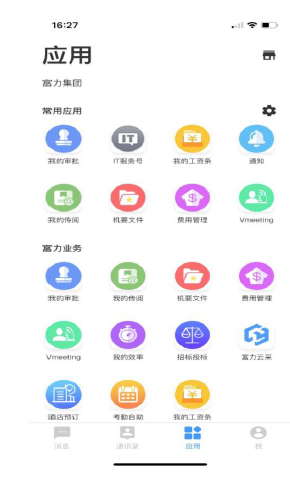 16:27
应用
富力集团
常用应用
我的审批 IT服务号 我的工资条 通知
我的传阅 机要文件 费用管理 Vmeeting
富力业务
我的审批 我的传阅 机要文件 费用管理
Vmeeting 我的效率 招标投标 富力云采
酒店预订 考勤自助 我的工资条
消息 通讯录 应用 我